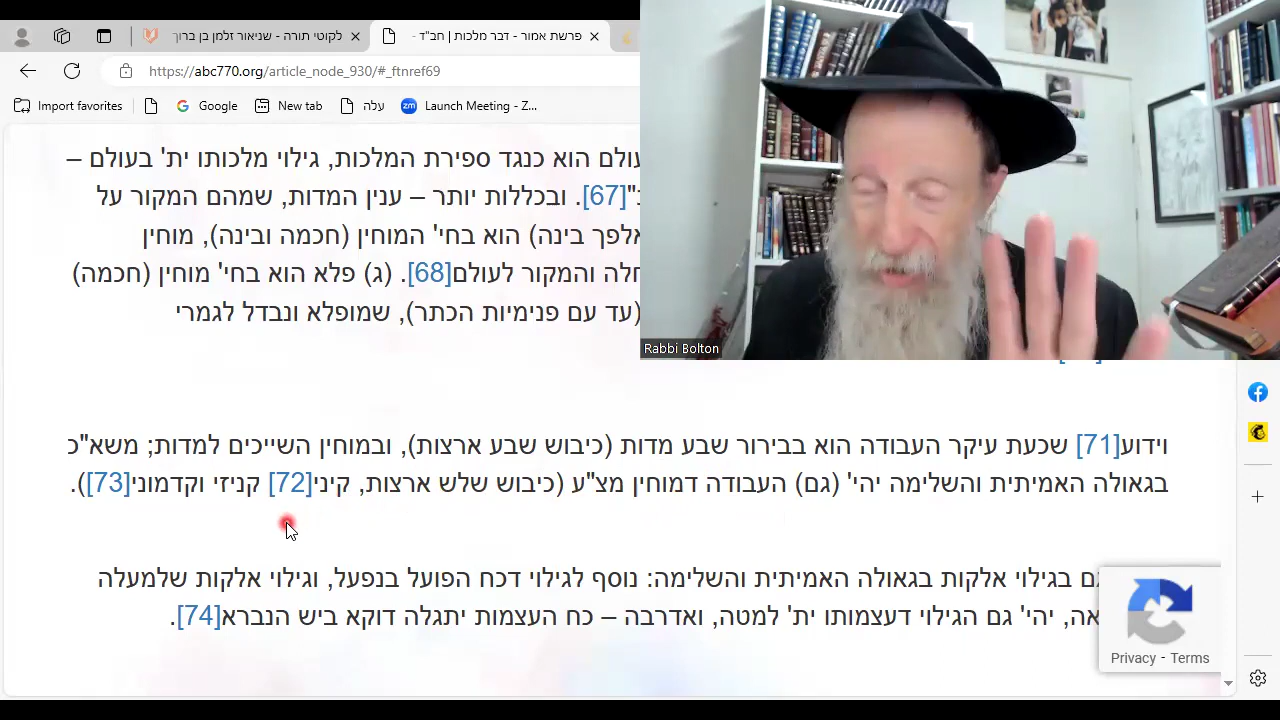 לקוטי תורה - שניאור זלמן בן ברוך
פרשת אמור - דבר מלכות | חב"ד -
https://abc770.org/article_node_930/#_ftnref69
Import favorites
Google
New tab
עלה
Launch Meeting - Z...
עולם הוא כנגד ספירת המלכות, גילוי מלכותו ית' בעולם –
[67]. ובכללות יותר – ענין המדות, שמהם המקור על
אלפך בינה) הוא בחי' המוחין (חכמה ובינה), מוחין
חלה והמקור לעולם[68]. (ג) פלא הוא בחי' מוחין (חכמה)
(עד עם פנימיות הכתר), שמופלא ונבדל לגמרי
Rabbi Bolton
וידוע[71] שכעת עיקר העבודה הוא בבירור שבע מדות (כיבוש שבע ארצות), ובמוחין השייכים למדות; משא"כ
בגאולה האמיתית והשלימה יהי' (גם) העבודה דמוחין מצ"ע (כיבוש שלש ארצות, קיני[72] קניזי וקדמוני[73]).
גם בגילוי אלקות בגאולה האמיתית והשלימה: נוסף לגילוי דכח הפועל בנפעל, וגילוי אלקות שלמעלה
יהי' גם הגילוי דעצמותו ית' למטה, ואדרבה – כח העצמות יתגלה דוקא ביש הנברא[74].
Privacy - Terms